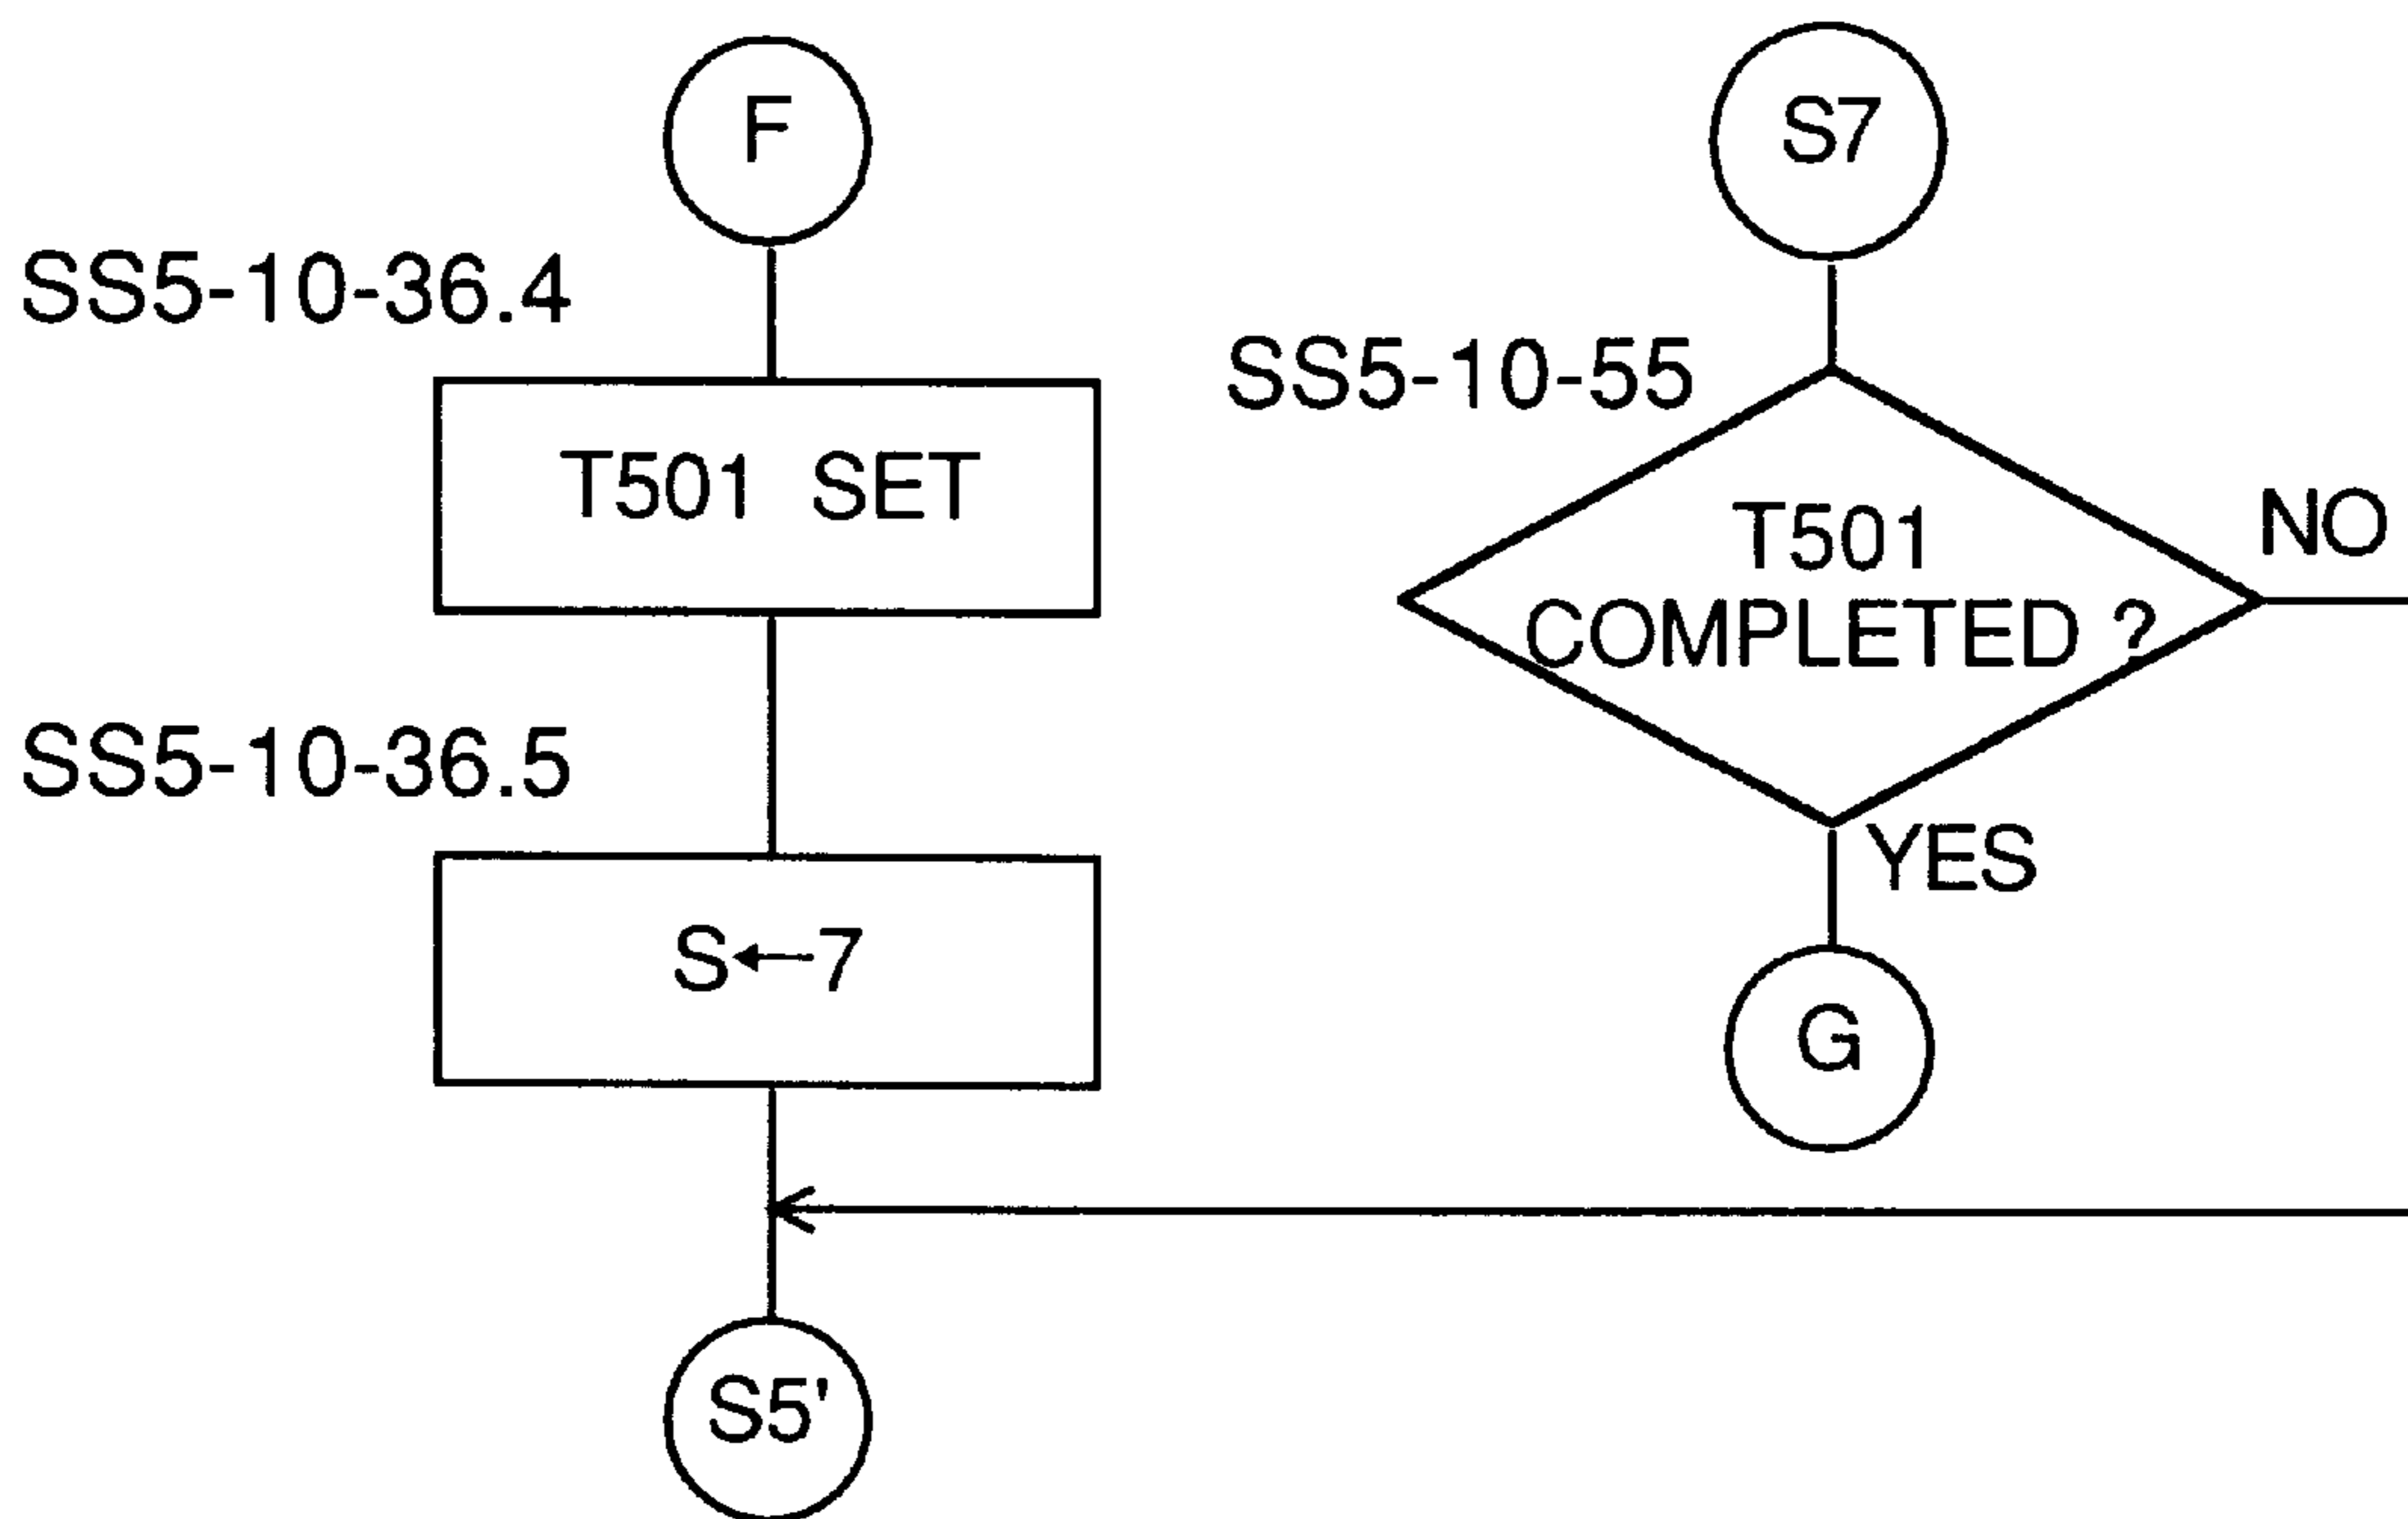 F
SS5-10-36.4
T501 SET
SS5-10-36.5
S←7
S5'
S7
SS5-10-55
T501
COMPLETED ?
NO
YES
G